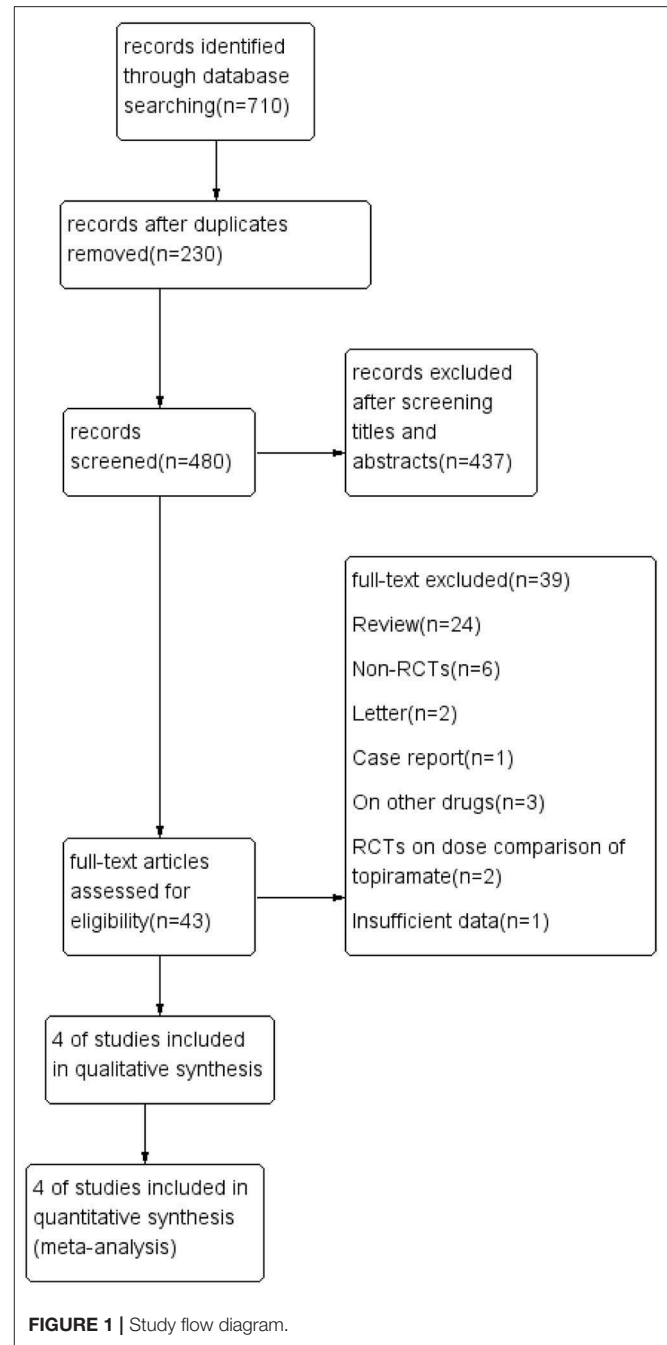 records identified
through database
searching(n=710)
records after duplicates
removed(n=230)
records
screened(n=480)
records excluded
after screening
titles and
abstracts(n=437)
full-text excluded(n=39)
Review(n=24)
Non-RCTs(n=6)
Letter(n=2)
Case report(n=1)
On other drugs(n=3)
RCTs on dose comparison of
topiramate(n=2)
Insufficient data(n=1)
full-text articles
assessed for
eligibility(n=43)
4 of studies included
in qualitative synthesis
4 of studies included in
quantitative synthesis
(meta-analysis)
FIGURE 1 | Study flow diagram.